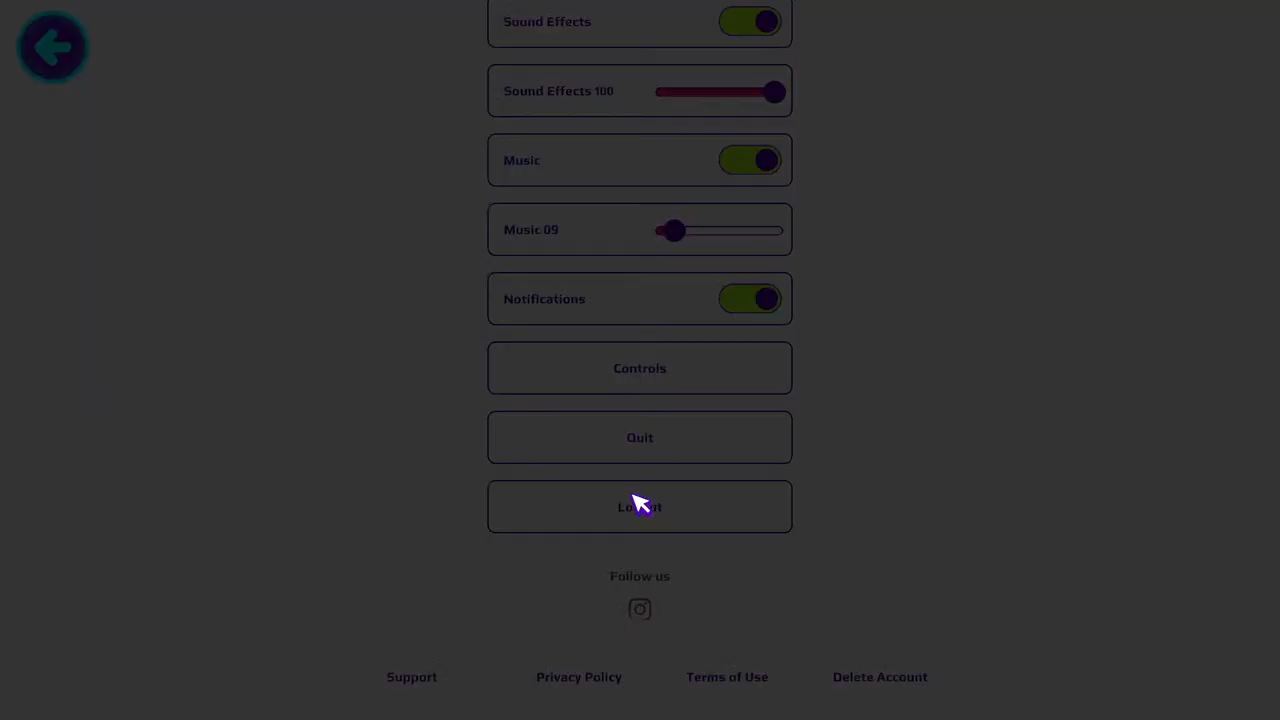 Sound Effects
Sound Effects 100
Music
Music 09
Notifications
Controls
Quit
Follow us
Support
Privacy Policy
Terms of Use
Delete Account